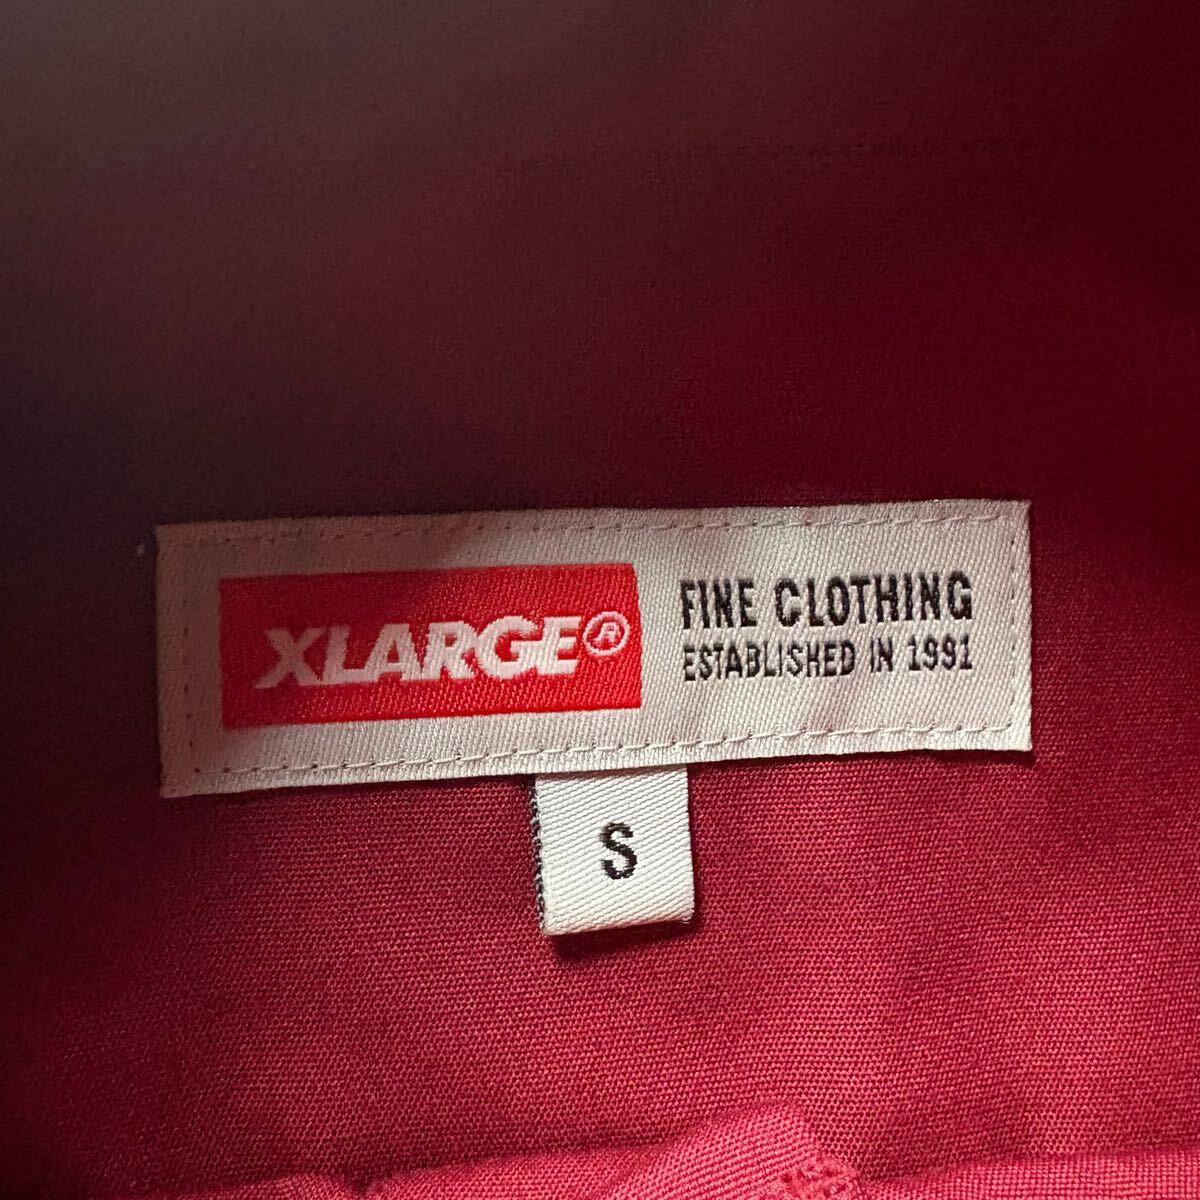 XLARGE®
FINE CLOTHING
ESTABLISHED IN 1991
S